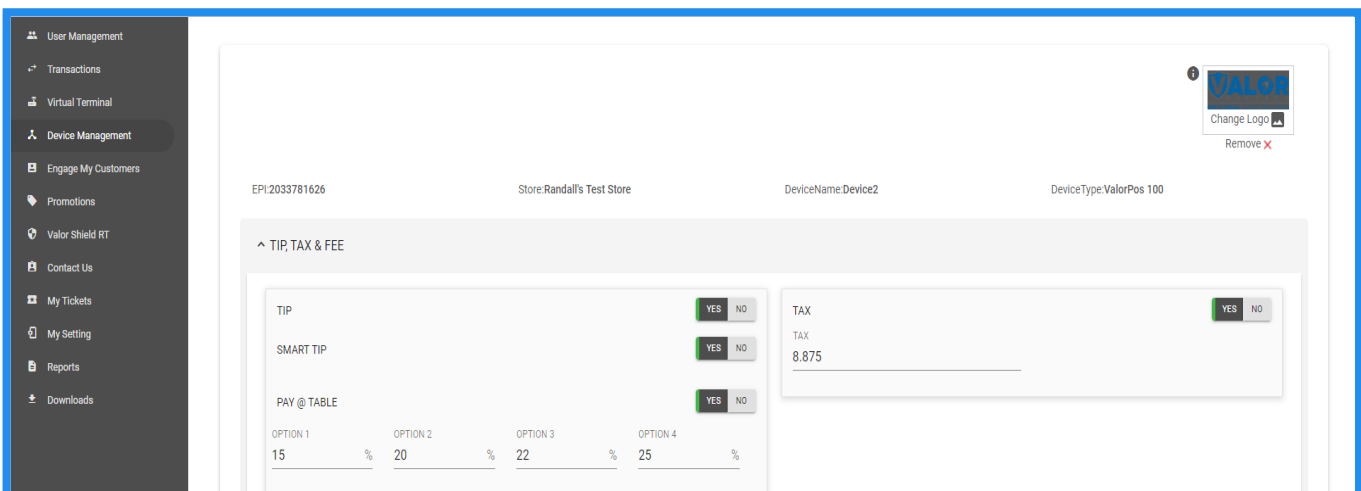 User Management
Transactions
Virtual Terminal
Device Management
Engage My Customers
Promotions
Valor Shield RT
Contact Us
My Tickets
My Setting
Reports
Downloads
VALOR
Change Logo
Remove
EPI:2033781626 Store:Randall's Test Store DeviceName:Device2 DeviceType:ValorPos 100
TIP, TAX & FEE
TIP YES NO
SMART TIP YES NO
PAY @ TABLE YES NO
OPTION 1 OPTION 2 OPTION 3 OPTION 4
15 % 20 % 22 % 25 %
TAX YES NO
TAX
8.875